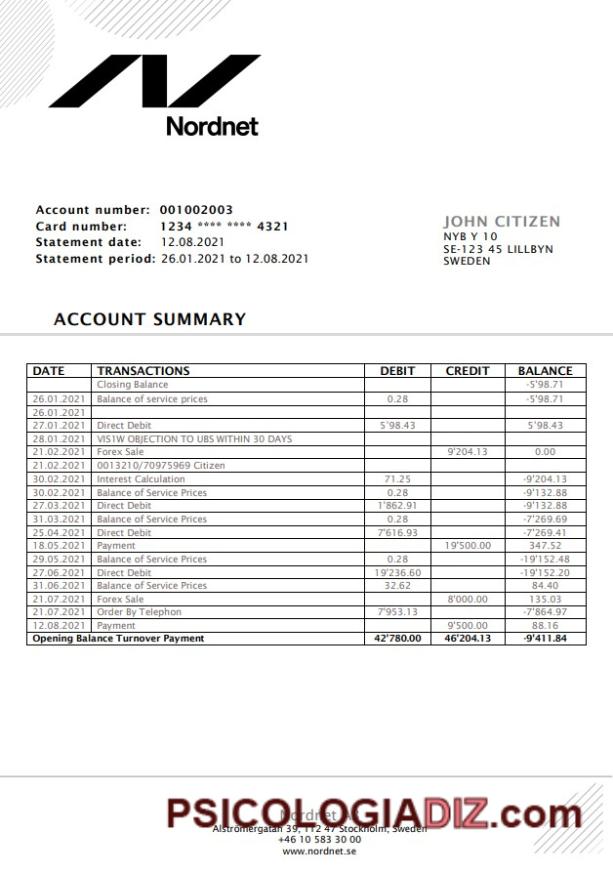 Nordnet
Account number: 001002003
Card number: 1234 **** **** 4321
Statement date: 12.08.2021
Statement period: 26.01.2021 to 12.08.2021
JOHN CITIZEN
NYB Y 10
SE-123 45 LILLBYN
SWEDEN
ACCOUNT SUMMARY
DATE TRANSACTIONS DEBIT CREDIT BALANCE
Closing Balance -5'98.71
26.01.2021 Balance of service prices 0.28 -5'98.71
26.01.2021
27.01.2021 Direct Debit 5'98.43 5'98.43
28.01.2021 VIS1W OBJECTION TO UBS WITHIN 30 DAYS
21.02.2021 Forex Sale 9'204.13 0.00
21.02.2021 0013210/70975969 Citizen
30.02.2021 Interest Calculation 71.25 -9'204.13
30.02.2021 Balance of Service Prices 0.28 -9'132.88
27.03.2021 Direct Debit 1'862.91 -9'132.88
31.03.2021 Balance of Service Prices 0.28 -7'269.69
25.04.2021 Direct Debit 7'616.93 -7'269.41
18.05.2021 Payment 19'500.00 347.52
29.05.2021 Balance of Service Prices 0.28 -19'152.48
27.06.2021 Direct Debit 19'236.60 -19'152.20
31.06.2021 Balance of Service Prices 32.62 84.40
21.07.2021 Forex Sale 8'000.00 135.03
21.07.2021 Order By Telephon 7'953.13 -7'864.97
12.08.2021 Payment 9'500.00 88.16
Opening Balance Turnover Payment 42'780.00 46'204.13 -9'411.84
Nordnet AB
PSICOLOGIADIZ.com
Alströmergatan 39, 112 47 Stockholm, Sweden
+46 10 583 30 00
www.nordnet.se